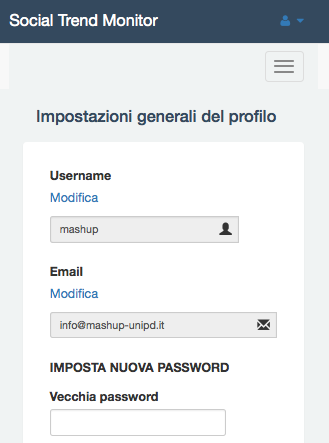 Social Trend Monitor
Impostazioni generali del profilo
Username
Modifica
mashup
Email
Modifica
info@mashup-unipd.it
IMPOSTA NUOVA PASSWORD
Vecchia password